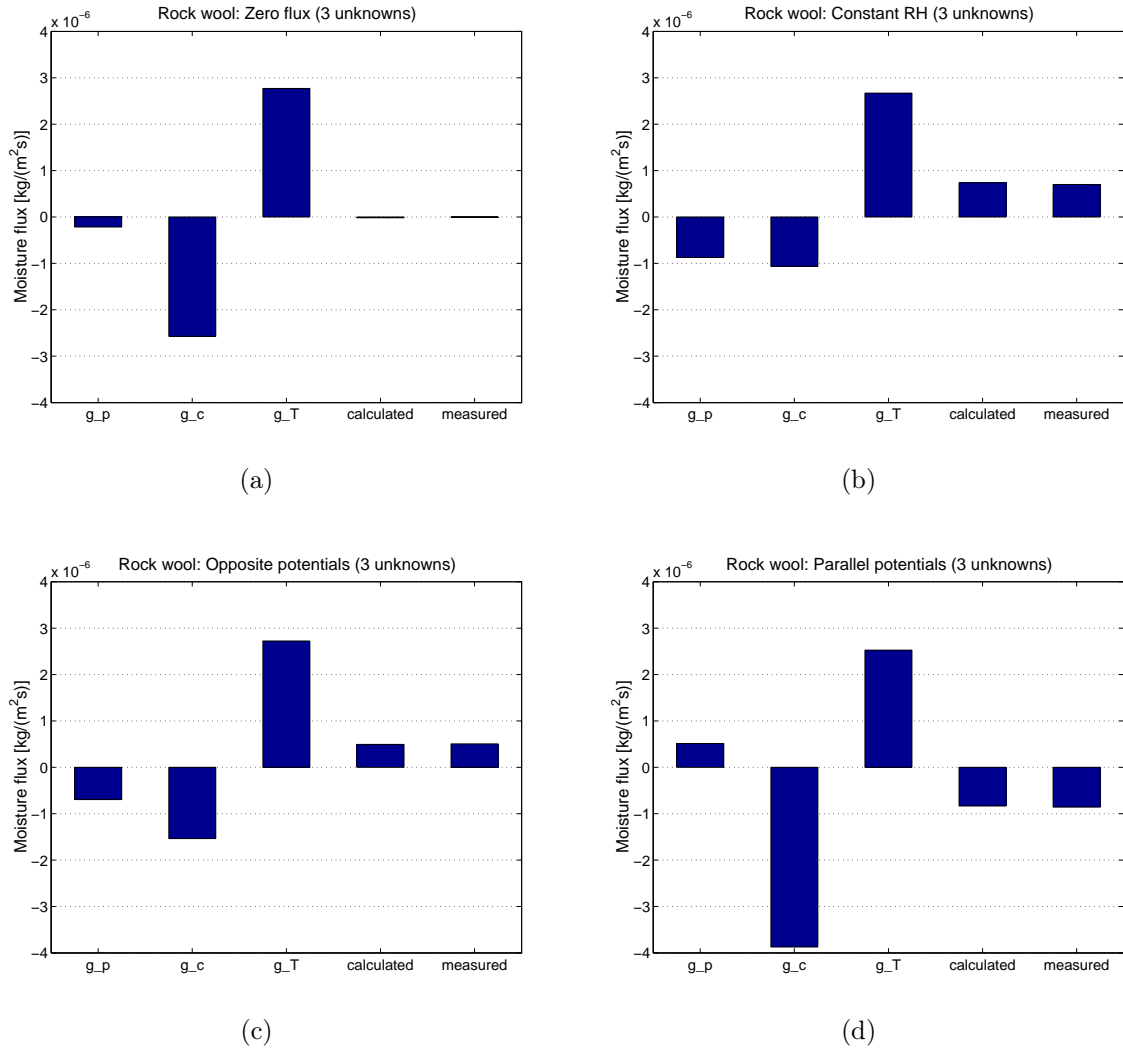 Rock wool: Zero flux (3 unknowns)
x 10⁻⁶
4
3
2
1
0
−1
−2
−3
−4
Moisture flux [kg/(m²s)]
g_p g_c g_T calculated measured
(a)
Rock wool: Constant RH (3 unknowns)
x 10⁻⁶
4
3
2
1
0
−1
−2
−3
−4
Moisture flux [kg/(m²s)]
g_p g_c g_T calculated measured
(b)
Rock wool: Opposite potentials (3 unknowns)
x 10⁻⁶
4
3
2
1
0
−1
−2
−3
−4
Moisture flux [kg/(m²s)]
g_p g_c g_T calculated measured
(c)
Rock wool: Parallel potentials (3 unknowns)
x 10⁻⁶
4
3
2
1
0
−1
−2
−3
−4
Moisture flux [kg/(m²s)]
g_p g_c g_T calculated measured
(d)